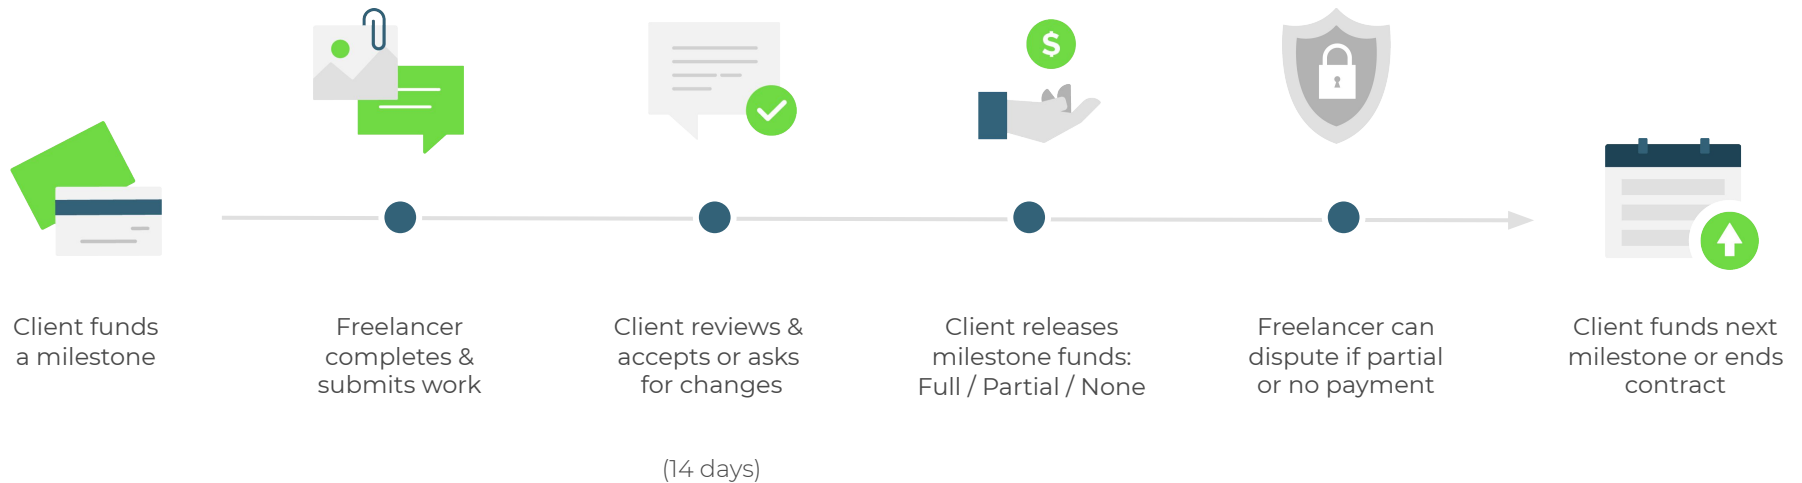 Client funds
a milestone
Freelancer
completes &
submits work
Client reviews &
accepts or asks
for changes
(14 days)
$
Client releases
milestone funds:
Full / Partial / None
Freelancer can
dispute if partial
or no payment
Client funds next
milestone or ends
contract